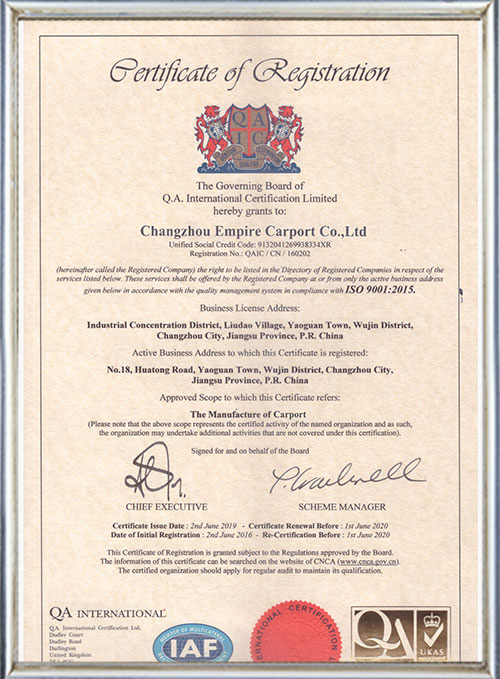 Certificate of Registration
QA
IC
QUALITAS
The Governing Board of
Q.A. International Certification Limited
hereby grants to:
Changzhou Empire Carport Co.,Ltd
Unified Social Credit Code: 9132041269938334XR
Registration No.: QAIC / CN / 160202
(hereinafter called the Registered Company) the right to be listed in the Directory of Registered Companies in respect of the
services listed below. These services shall be offered by the Registered Company at or from only the active business address
given below in accordance with the quality management system in compliance with ISO 9001:2015.
Business License Address:
Industrial Concentration District, Liudao Village, Yaoguan Town, Wujin District,
Changzhou City, Jiangsu Province, P.R. China
Active Business Address to which this Certificate is registered:
No.18, Huatong Road, Yaoguan Town, Wujin District, Changzhou City,
Jiangsu Province, P.R. China
Approved Scope to which this Certificate refers:
The Manufacture of Carport
(Please note that the above scope represents the certified activity of the named organization and as such,
the organization may undertake additional activities that are not covered under this certification).
Signed for and on behalf of the Board
CHIEF EXECUTIVE SCHEME MANAGER
Certificate Issue Date : 2nd June 2019 - Certificate Renewal Before : 1st June 2020
Date of Initial Registration : 2nd June 2016 - Re-Certification Before : 1st June 2020
This Certificate of Registration is granted subject to the Regulations approved by the Board.
The information of this certificate can be searched on the website of CNCA (www.cnca.gov.cn).
The certified organization should apply for regular audit to maintain its qualification.
QA INTERNATIONAL
Q.A. International Certification Ltd.
Dudley Court
Dudley Road
Darlington
United Kingdom
MEMBER OF MULTILATERAL
IAF
CERTIFICATION
QA
UKAS